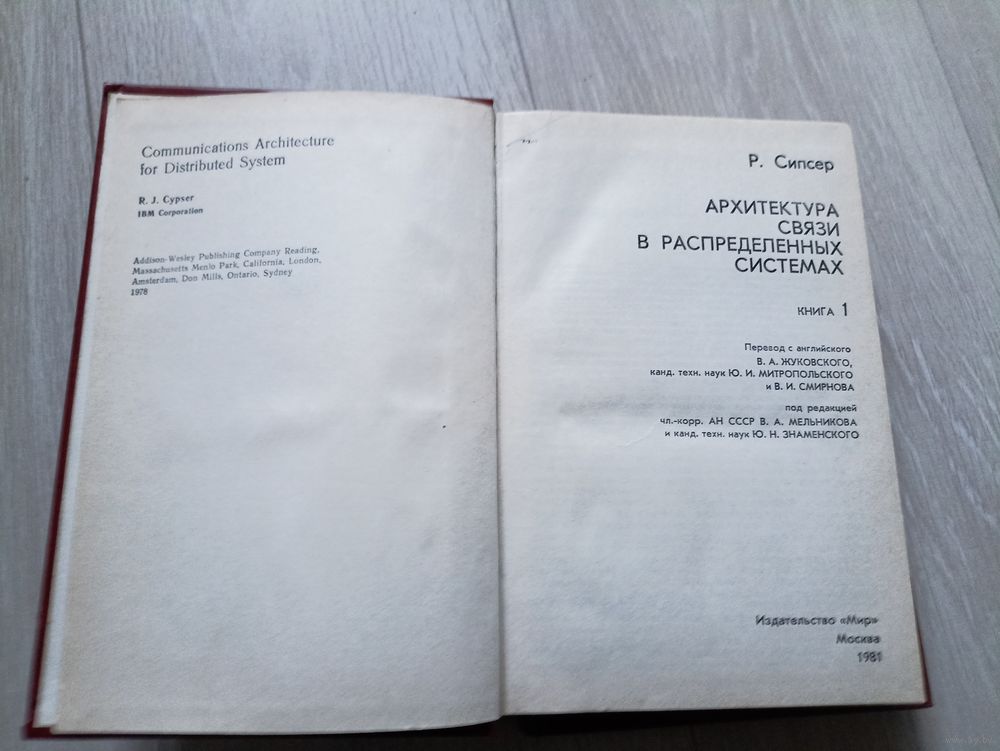 Communications Architecture
for Distributed System
R. J. Cypser
IBM Corporation
Addison-Wesley Publishing Company Reading,
Massachusetts Menlo Park, California, London,
Amsterdam, Don Mills, Ontario, Sydney
1978
Р. Сипсер
АРХИТЕКТУРА
СВЯЗИ
В РАСПРЕДЕЛЕННЫХ
СИСТЕМАХ
КНИГА 1
Перевод с английского
В. А. ЖУКОВСКОГО,
канд. техн. наук Ю. И. МИТРОПОЛЬСКОГО
и В. И. СМИРНОВА
под редакцией
чл.-корр. АН СССР В. А. МЕЛЬНИКОВА
и канд. техн. наук Ю. Н. ЗНАМЕНСКОГО
Издательство «Мир»
Москва
1981